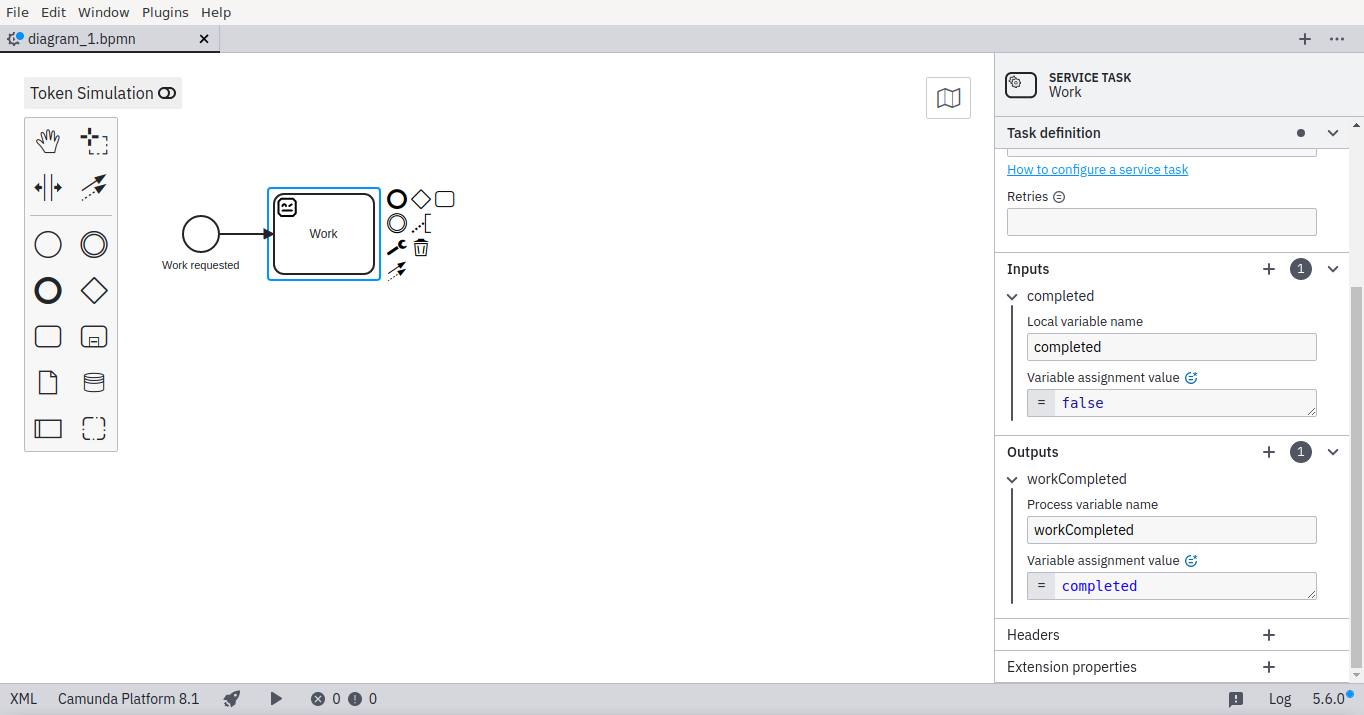 File Edit Window Plugins Help
diagram_1.bpmn
Token Simulation
Work requested
Work
SERVICE TASK
Work
Task definition
How to configure a service task
Retries
Inputs
1
completed
Local variable name
completed
Variable assignment value
= false
Outputs
1
workCompleted
Process variable name
workCompleted
Variable assignment value
= completed
Headers
Extension properties
XML Camunda Platform 8.1 0 0 Log 5.6.0